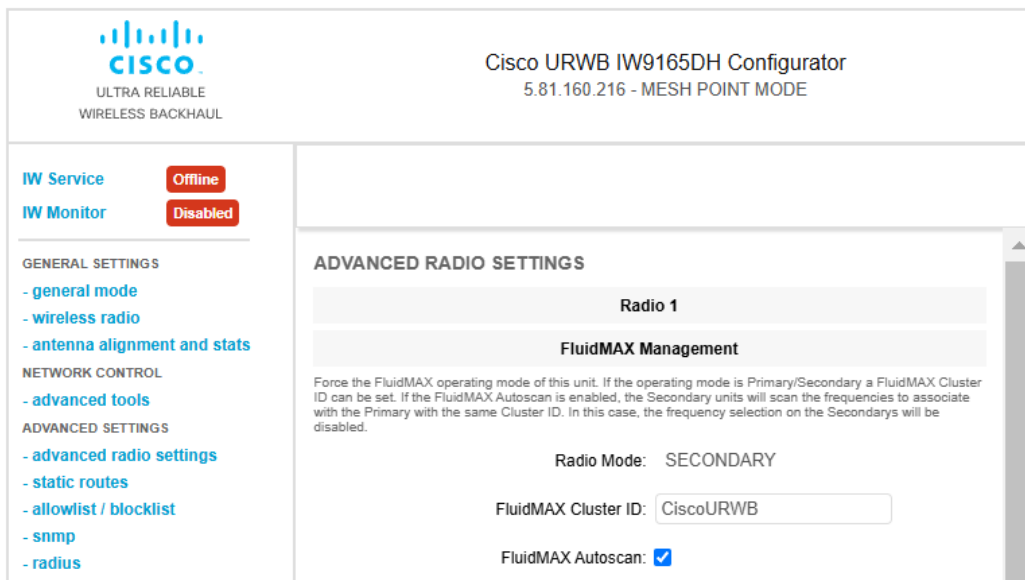 CISCO
ULTRA RELIABLE
WIRELESS BACKHAUL
Cisco URWB IW9165DH Configurator
5.81.160.216 - MESH POINT MODE
IW Service Offline
IW Monitor Disabled
GENERAL SETTINGS
- general mode
- wireless radio
- antenna alignment and stats
NETWORK CONTROL
- advanced tools
ADVANCED SETTINGS
- advanced radio settings
- static routes
- allowlist / blocklist
- snmp
- radius
ADVANCED RADIO SETTINGS
Radio 1
FluidMAX Management
Force the FluidMAX operating mode of this unit. If the operating mode is Primary/Secondary a FluidMAX Cluster
ID can be set. If the FluidMAX Autoscan is enabled, the Secondary units will scan the frequencies to associate
with the Primary with the same Cluster ID. In this case, the frequency selection on the Secondarys will be
disabled.
Radio Mode: SECONDARY
FluidMAX Cluster ID: CiscoURWB
FluidMAX Autoscan: